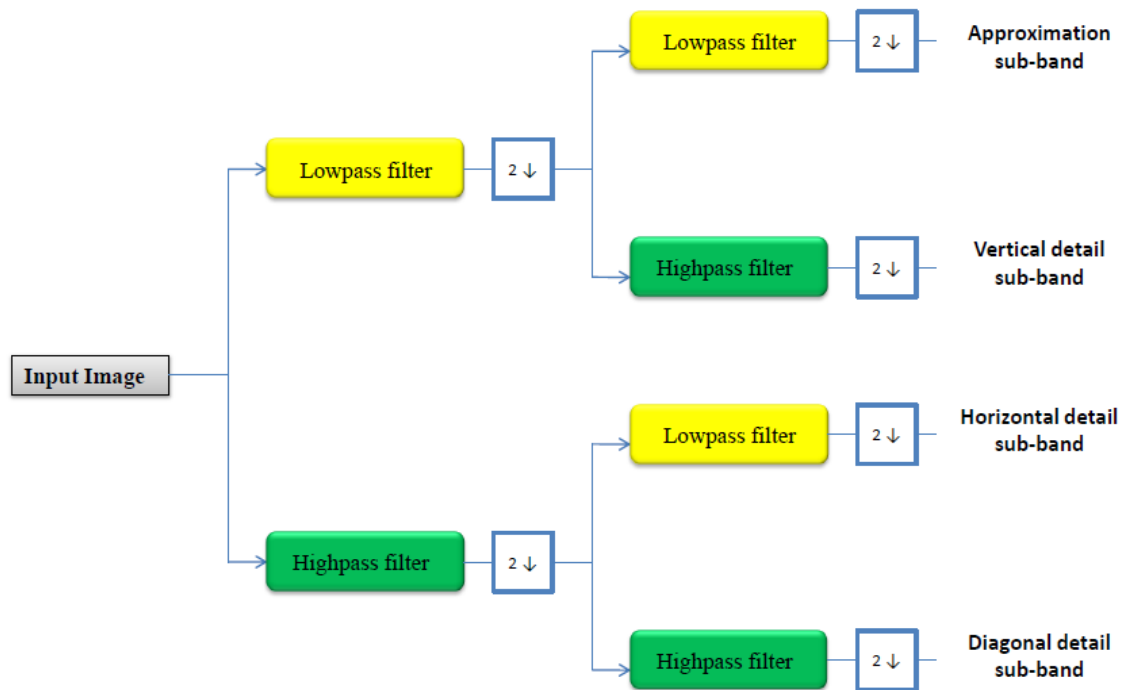 Lowpass filter
2 ↓
Approximation
sub-band
Lowpass filter
2 ↓
Highpass filter
2 ↓
Vertical detail
sub-band
Input Image
Lowpass filter
2 ↓
Horizontal detail
sub-band
Highpass filter
2 ↓
Highpass filter
2 ↓
Diagonal detail
sub-band